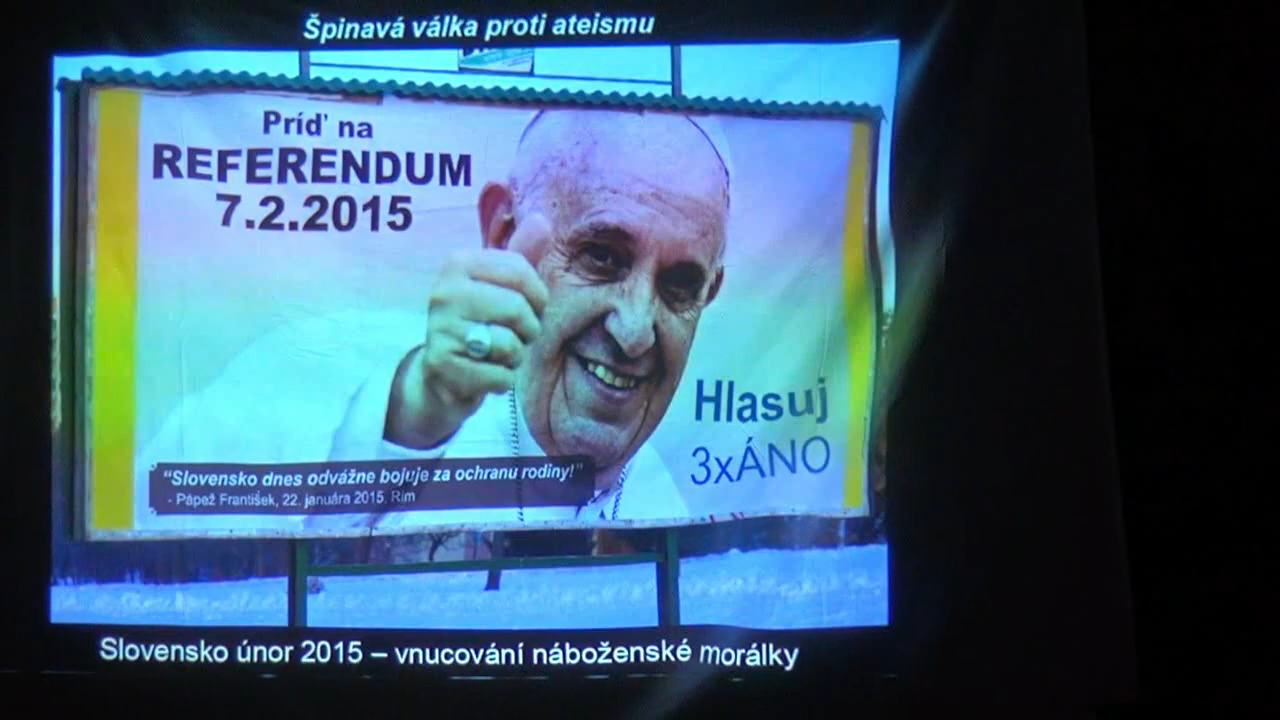 Špinavá válka proti ateismu
Príď na
REFERENDUM
7.2.2015
Hlasuj
3xÁNO
“Slovensko dnes odvážne bojuje za ochranu rodiny!”
- Pápež František, 22. januára 2015, Rím
Slovensko únor 2015 – vnucování náboženské morálky